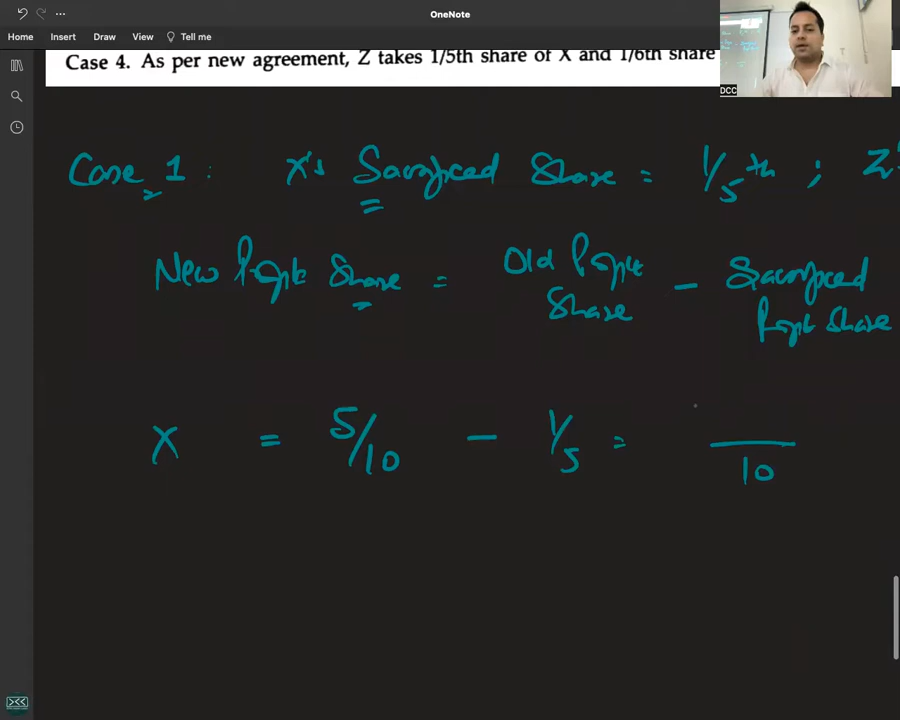 OneNote
Home Insert Draw View Tell me
Case 4. As per new agreement, Z takes 1/5th share of X and 1/6th share
DCC
Case 1 : X's Sacrificed Share = 1/5 th ; Z'
New Profit Share = Old Profit Share - Sacrificed Profit Share
X = 5/10 - 1/5 = /10